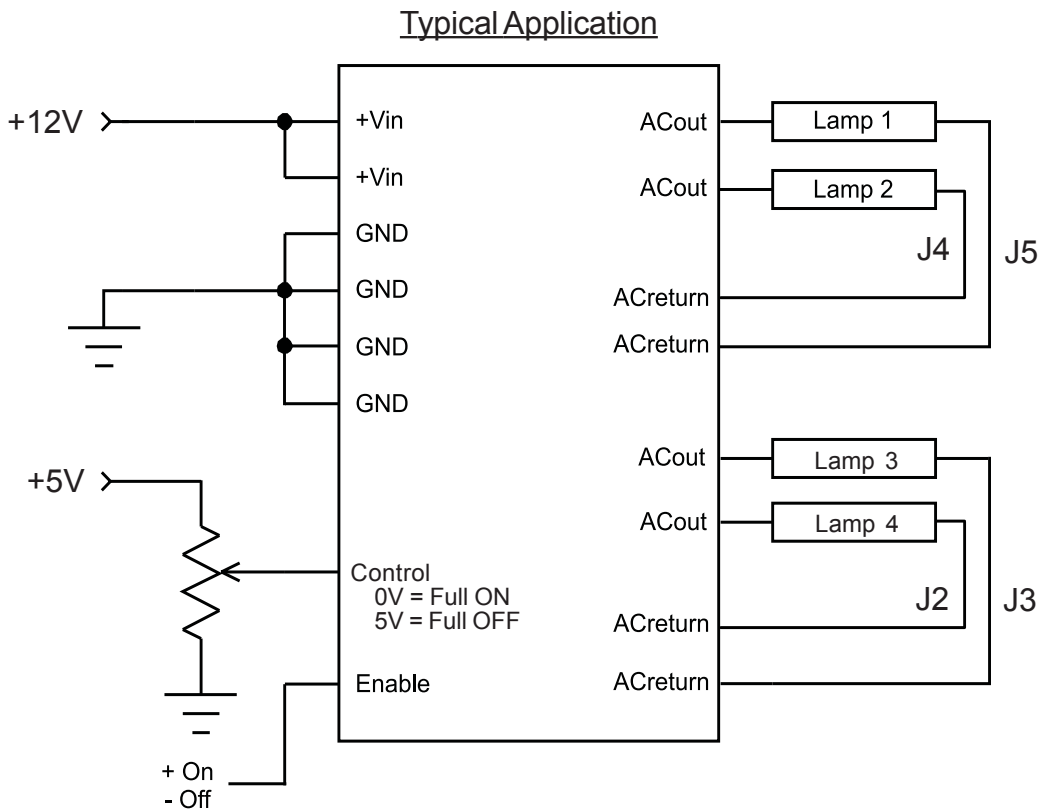 Typical Application
+12V
+Vin
+Vin
GND
GND
GND
GND
+5V
Control
0V = Full ON
5V = Full OFF
Enable
+ On
- Off
ACout
Lamp 1
ACout
Lamp 2
J4
J5
ACreturn
ACreturn
ACout
Lamp 3
ACout
Lamp 4
J2
J3
ACreturn
ACreturn